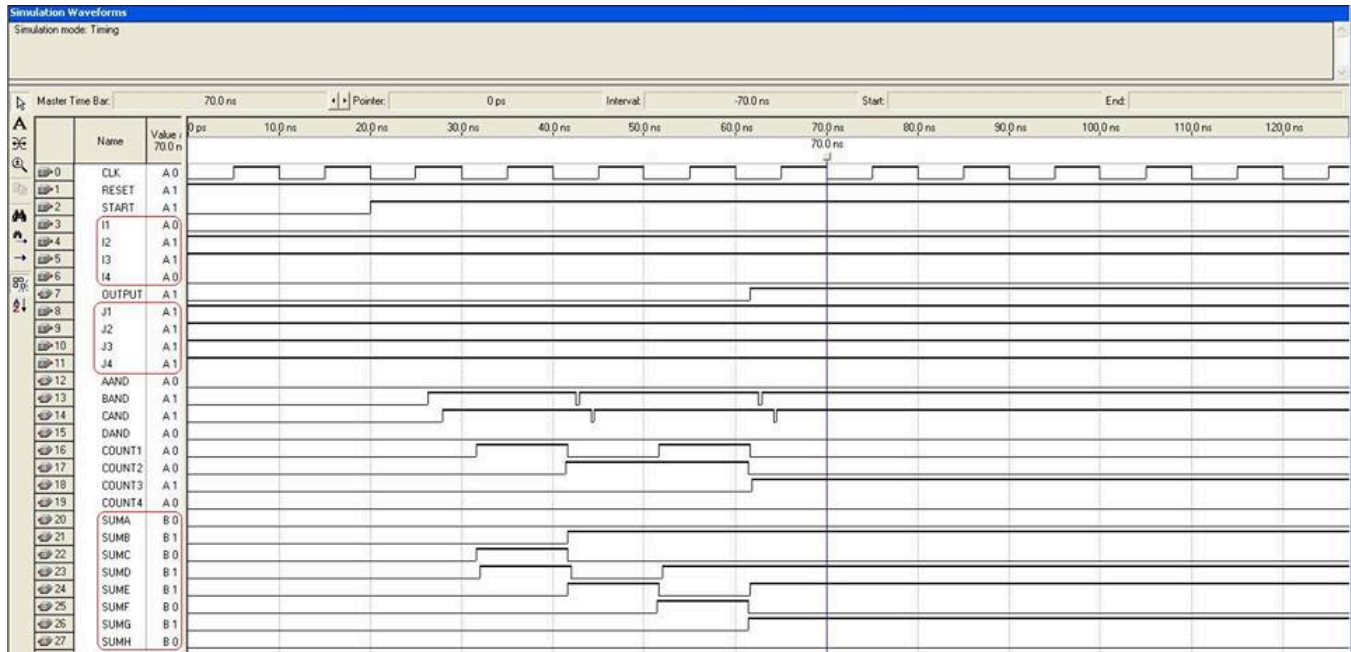 Simulation Waveforms
Simulation mode: Timing
Master Time Bar: 70.0 ns Pointer: 0 ps Interval: -70.0 ns Start: End:
Name Value 70.0 n
0 ps 10.0 ns 20.0 ns 30.0 ns 40.0 ns 50.0 ns 60.0 ns 70.0 ns 80.0 ns 90.0 ns 100.0 ns 110.0 ns 120.0 ns
70.0 ns
0 CLK A 0
1 RESET A 1
2 START A 1
3 I1 A 0
4 I2 A 1
5 I3 A 1
6 I4 A 0
7 OUTPUT A 1
8 J1 A 1
9 J2 A 1
10 J3 A 1
11 J4 A 1
12 AAND A 0
13 BAND A 1
14 CAND A 1
15 DAND A 0
16 COUNT1 A 0
17 COUNT2 A 0
18 COUNT3 A 1
19 COUNT4 A 0
20 SUMA B 0
21 SUMB B 1
22 SUMC B 0
23 SUMD B 1
24 SUME B 1
25 SUMF B 0
26 SUMG B 1
27 SUMH B 0